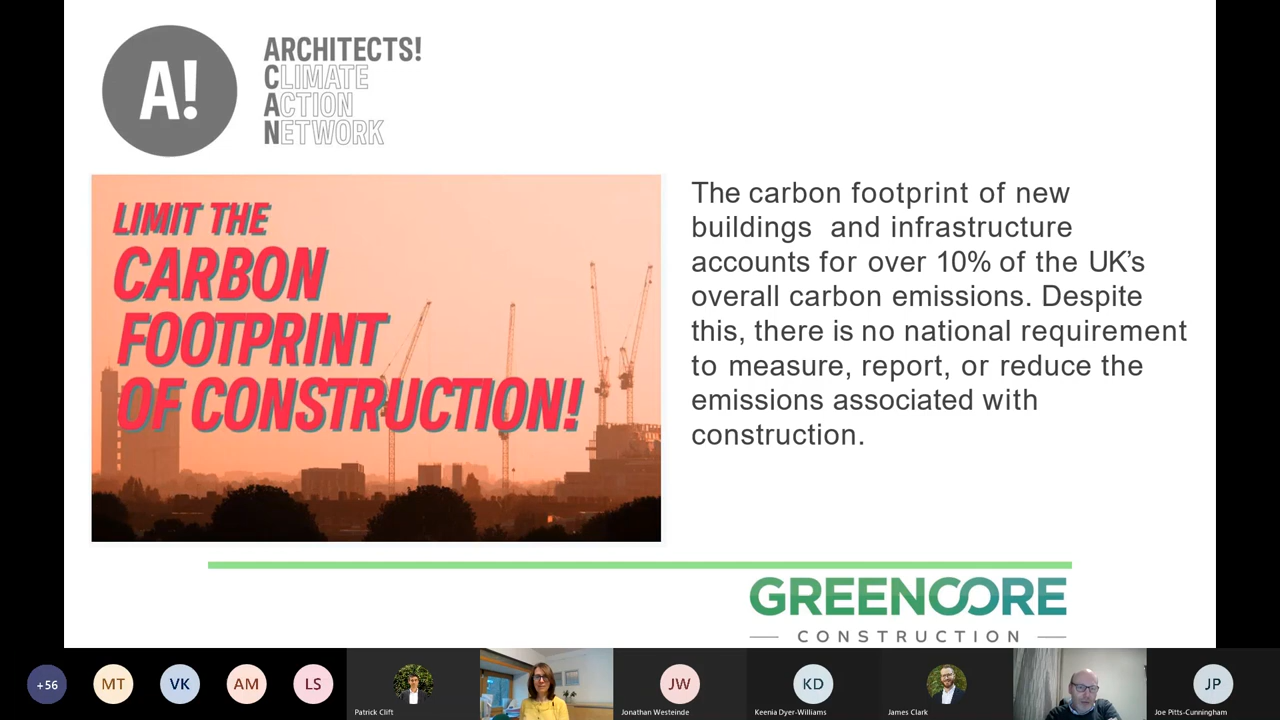 A!
ARCHITECTS!
CLIMATE
ACTION
NETWORK
LIMIT THE
CARBON
FOOTPRINT
OF CONSTRUCTION!
The carbon footprint of new
buildings and infrastructure
accounts for over 10% of the UK’s
overall carbon emissions. Despite
this, there is no national requirement
to measure, report, or reduce the
emissions associated with
construction.
GREENCORE
CONSTRUCTION
+56
MT
VK
AM
LS
Patrick Clift
JW
Jonathan Westeinde
KD
Keenia Dyer-Williams
James Clark
JP
Joe Pitts-Cunningham